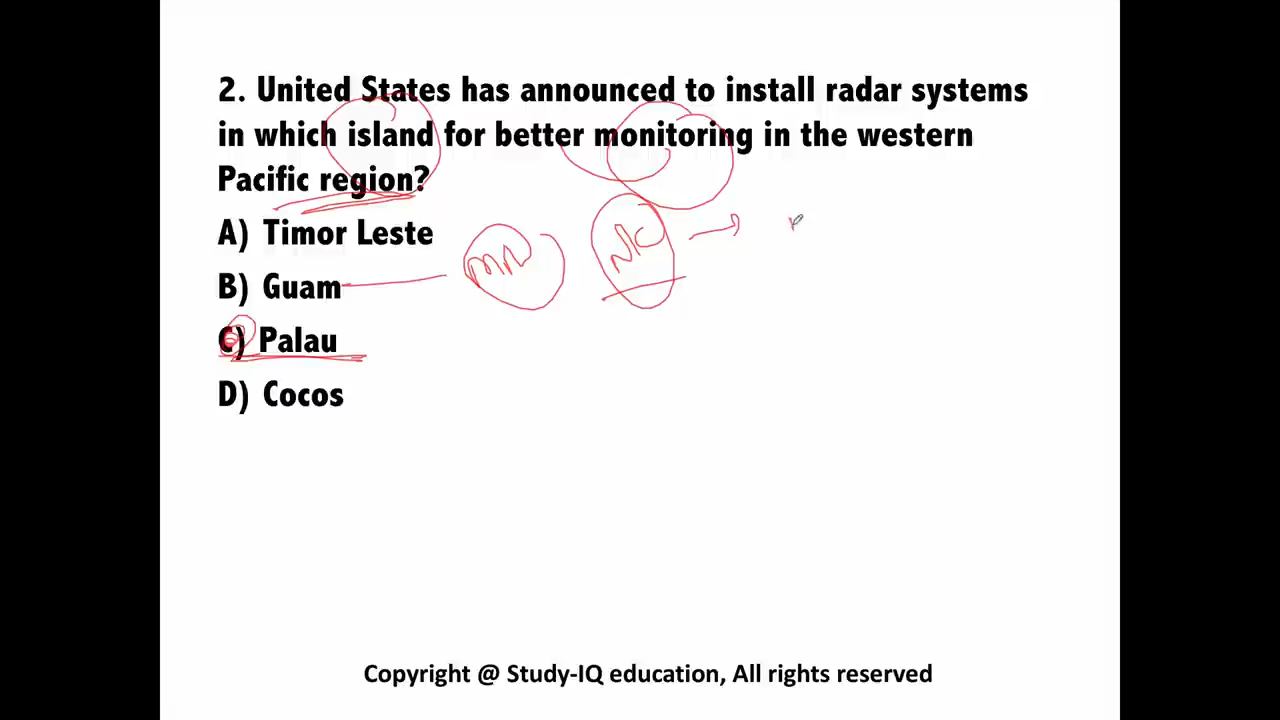 2. United States has announced to install radar systems
in which island for better monitoring in the western
Pacific region?
A) Timor Leste
B) Guam
C) Palau
D) Cocos
NC
Copyright @ Study-IQ education, All rights reserved